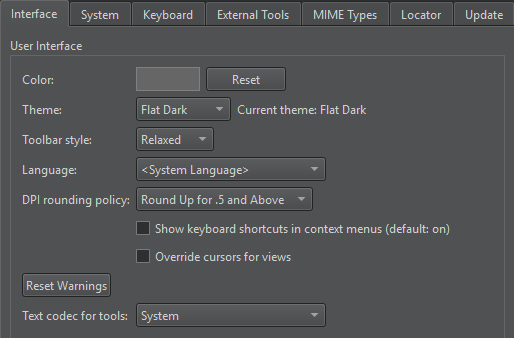 Interface System Keyboard External Tools MIME Types Locator Update
User Interface
Color: Reset
Theme: Flat Dark Current theme: Flat Dark
Toolbar style: Relaxed
Language: <System Language>
DPI rounding policy: Round Up for .5 and Above
Show keyboard shortcuts in context menus (default: on)
Override cursors for views
Reset Warnings
Text codec for tools: System